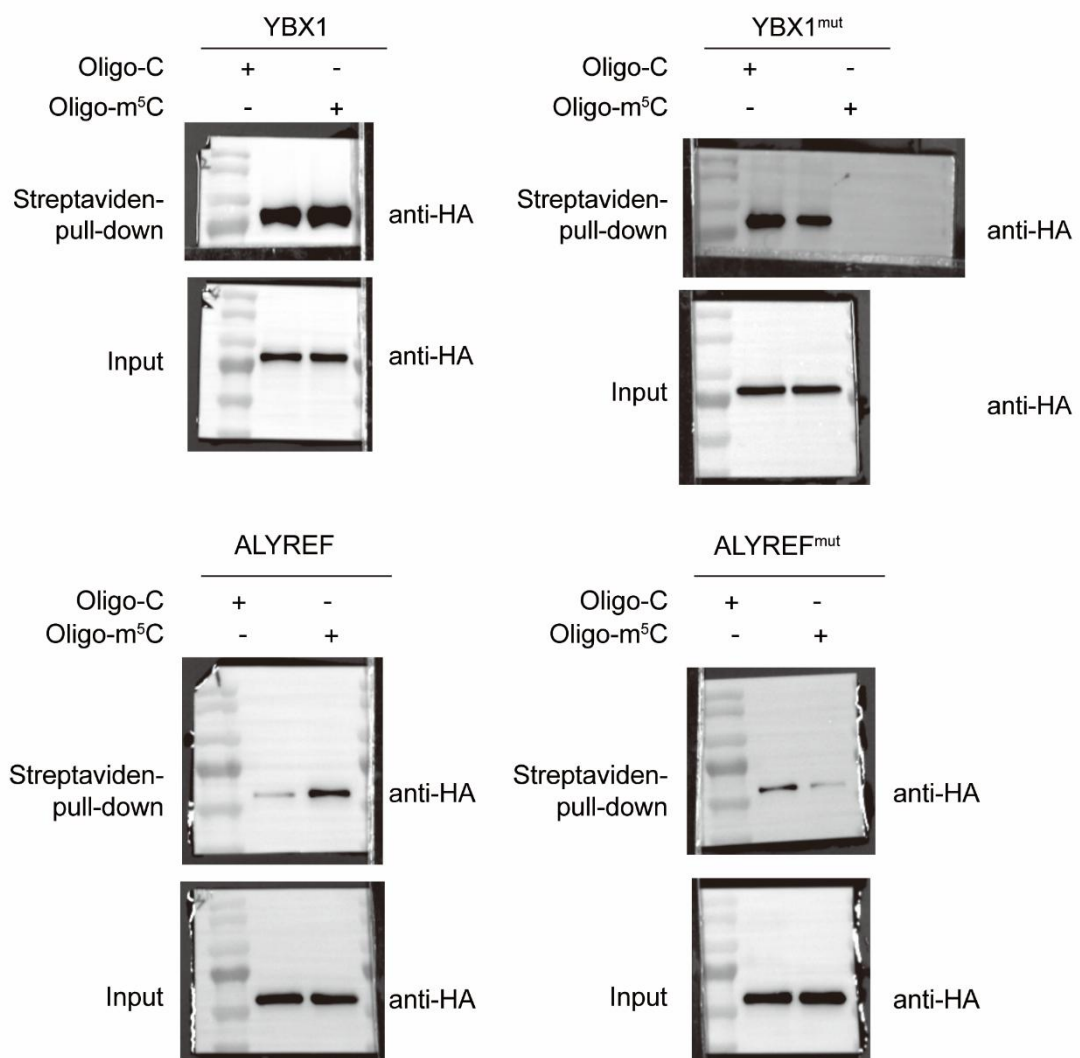 YBX1
Oligo-C + -
Oligo-m⁵C - +
Streptaviden-
pull-down
anti-HA
Input
anti-HA
YBX1ᵐᵘᵗ
Oligo-C + -
Oligo-m⁵C - +
Streptaviden-
pull-down
anti-HA
Input
anti-HA
ALYREF
Oligo-C + -
Oligo-m⁵C - +
Streptaviden-
pull-down
anti-HA
Input
anti-HA
ALYREFᵐᵘᵗ
Oligo-C + -
Oligo-m⁵C - +
Streptaviden-
pull-down
anti-HA
Input
anti-HA